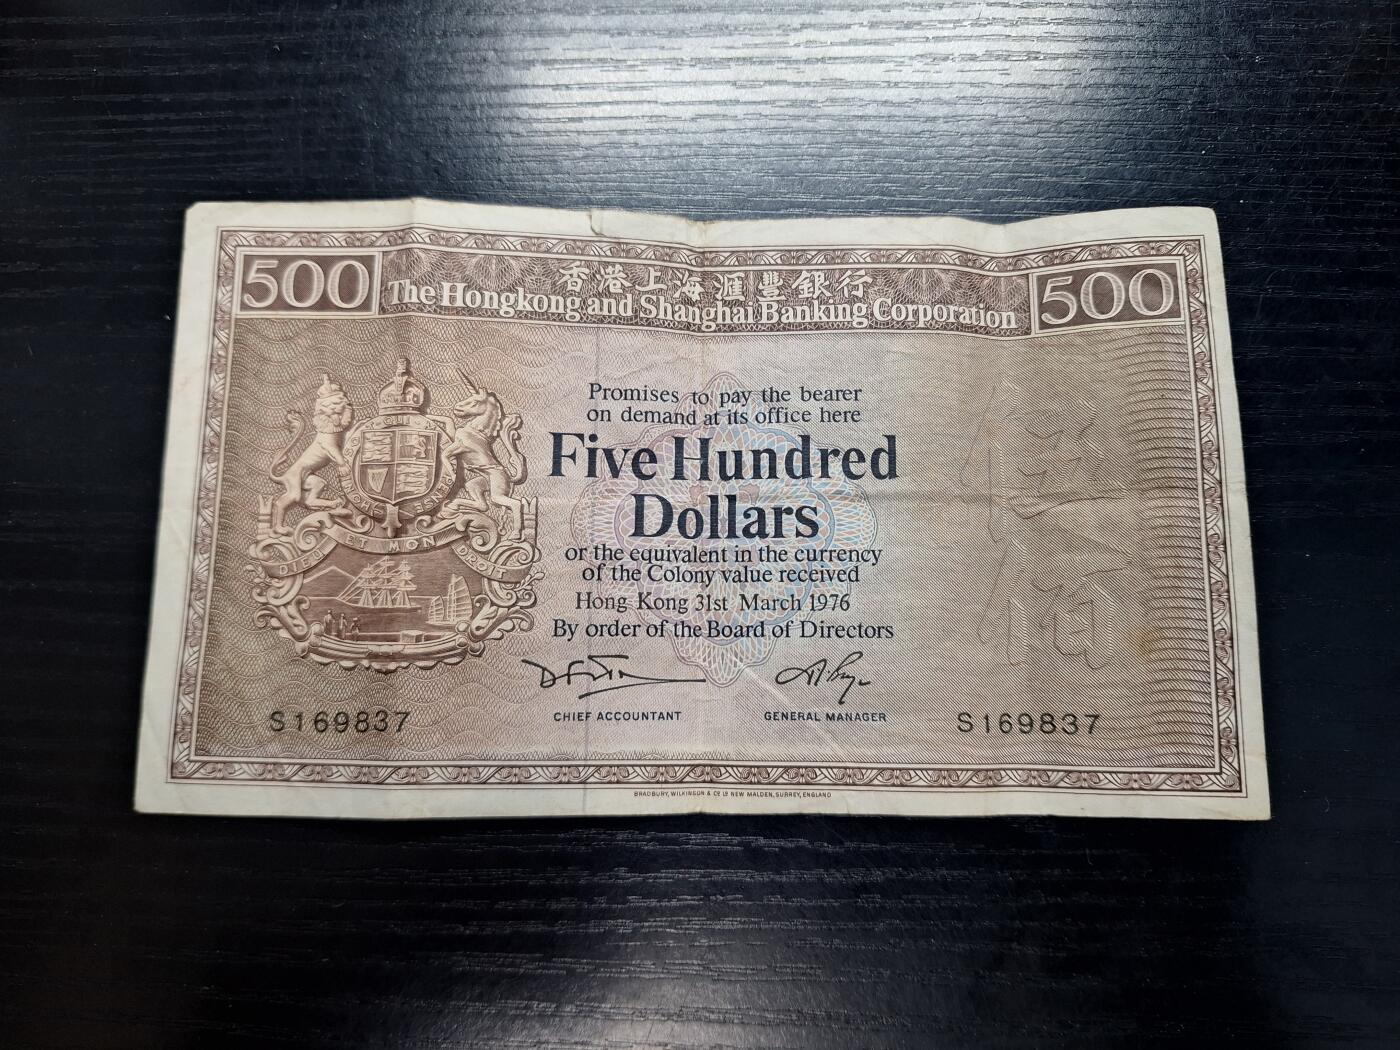 500
香港上海滙豐銀行
500
The Hongkong and Shanghai Banking Corporation
Promises to pay the bearer
on demand at its office here
Five Hundred
Dollars
or the equivalent in the currency
of the Colony value received
Hong Kong 31st March 1976
By order of the Board of Directors
CHIEF ACCOUNTANT
GENERAL MANAGER
S169837
S169837
DIEU ET MON DROIT
伍
佰
BRADBURY, WILKINSON & Cº Lº NEW MALDEN, SURREY, ENGLAND